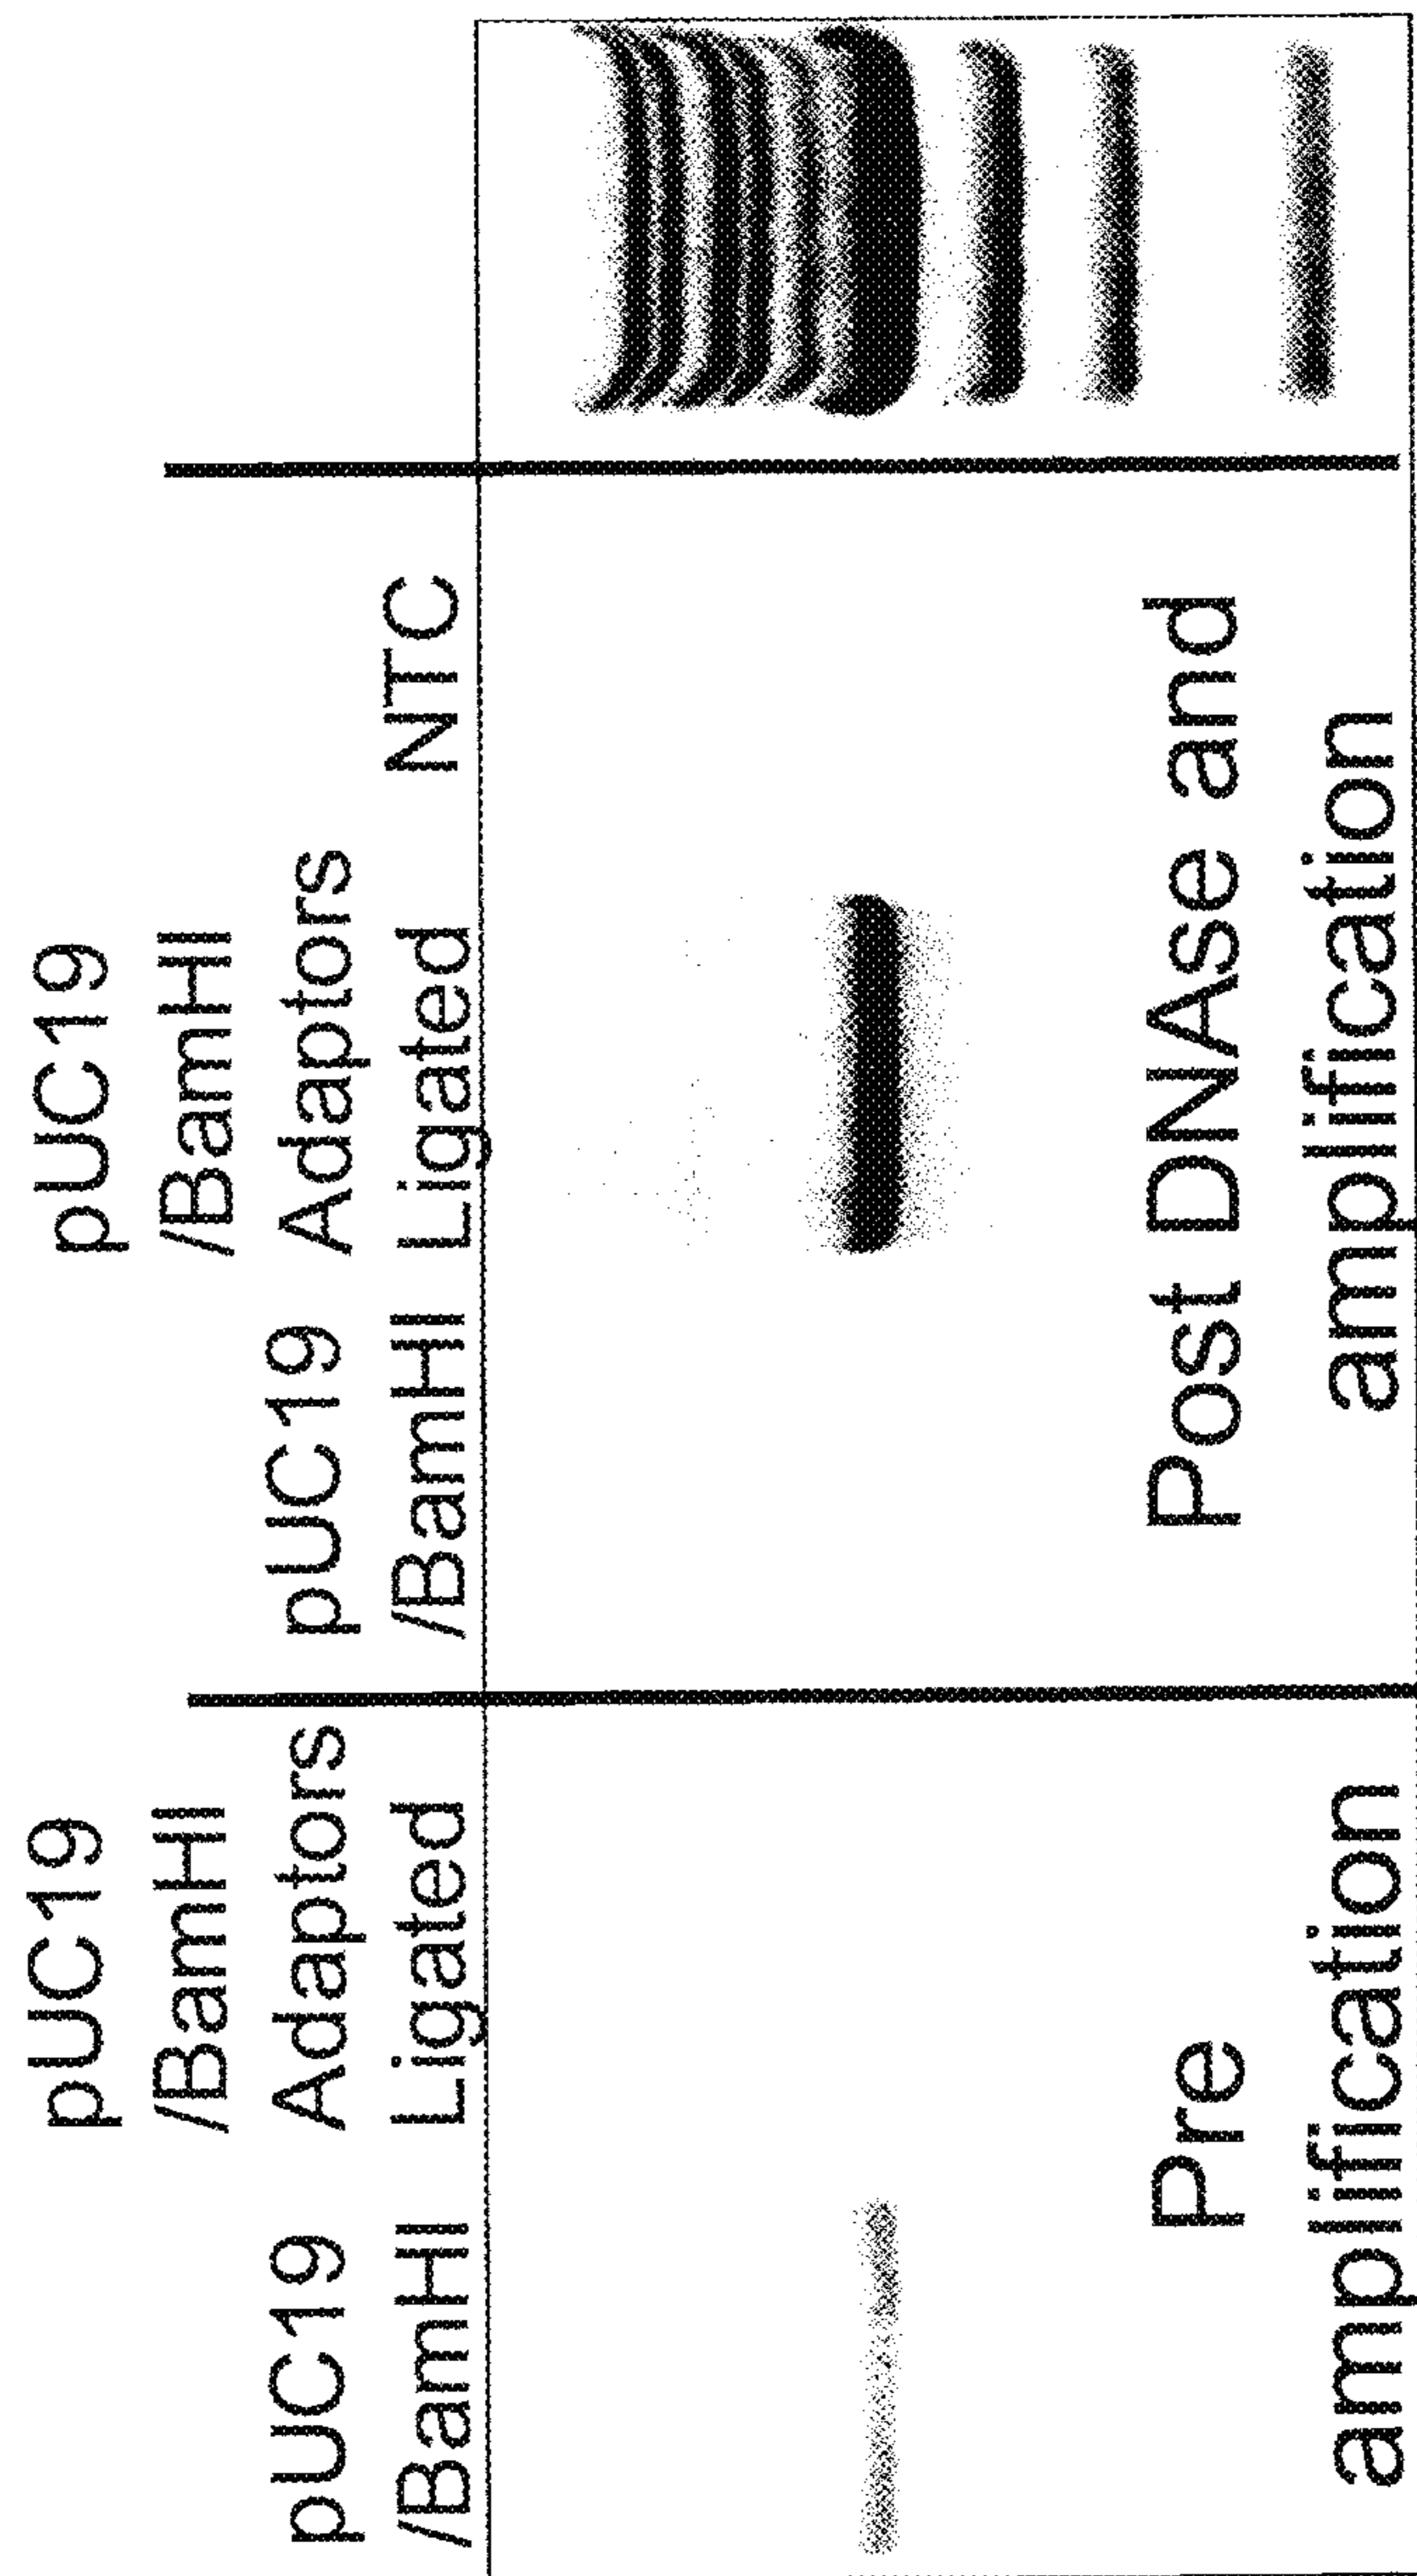 pUC19
/BamHI
pUC19
/BamHI
Adaptors
Ligated
pUC19
/BamHI
pUC19
/BamHI
Adaptors
Ligated
NTC
Pre
amplification
Post DNAse and
amplification